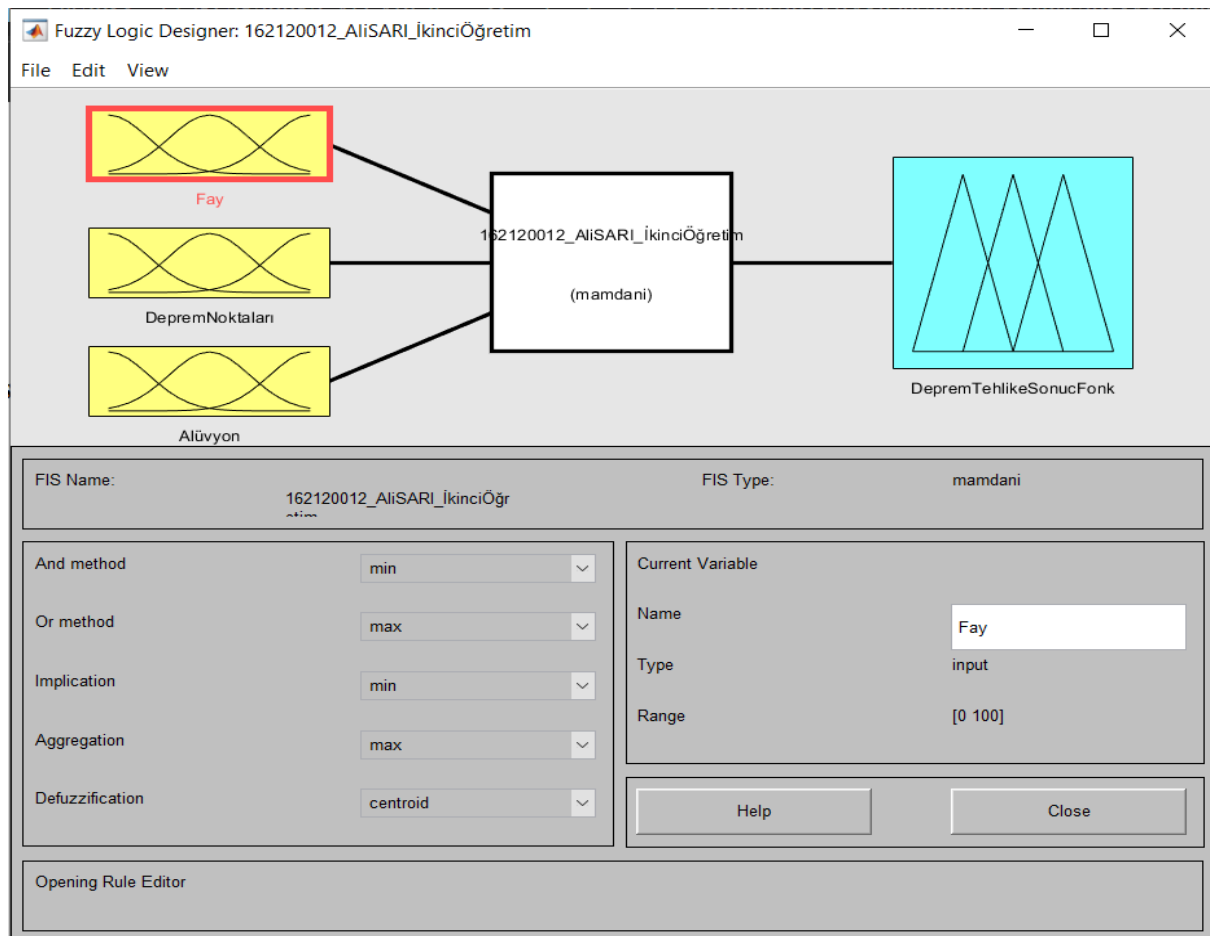 Fuzzy Logic Designer: 162120012_AliSARI_İkinciÖğretim
File Edit View
Fay
DepremNoktaları
Alüvyon
162120012_AliSARI_İkinciÖğretim
(mamdani)
DepremTehlikeSonucFonk
FIS Name:
162120012_AliSARI_İkinciÖğr
etim
FIS Type:
mamdani
And method
min
Or method
max
Implication
min
Aggregation
max
Defuzzification
centroid
Current Variable
Name
Fay
Type
input
Range
[0 100]
Help
Close
Opening Rule Editor